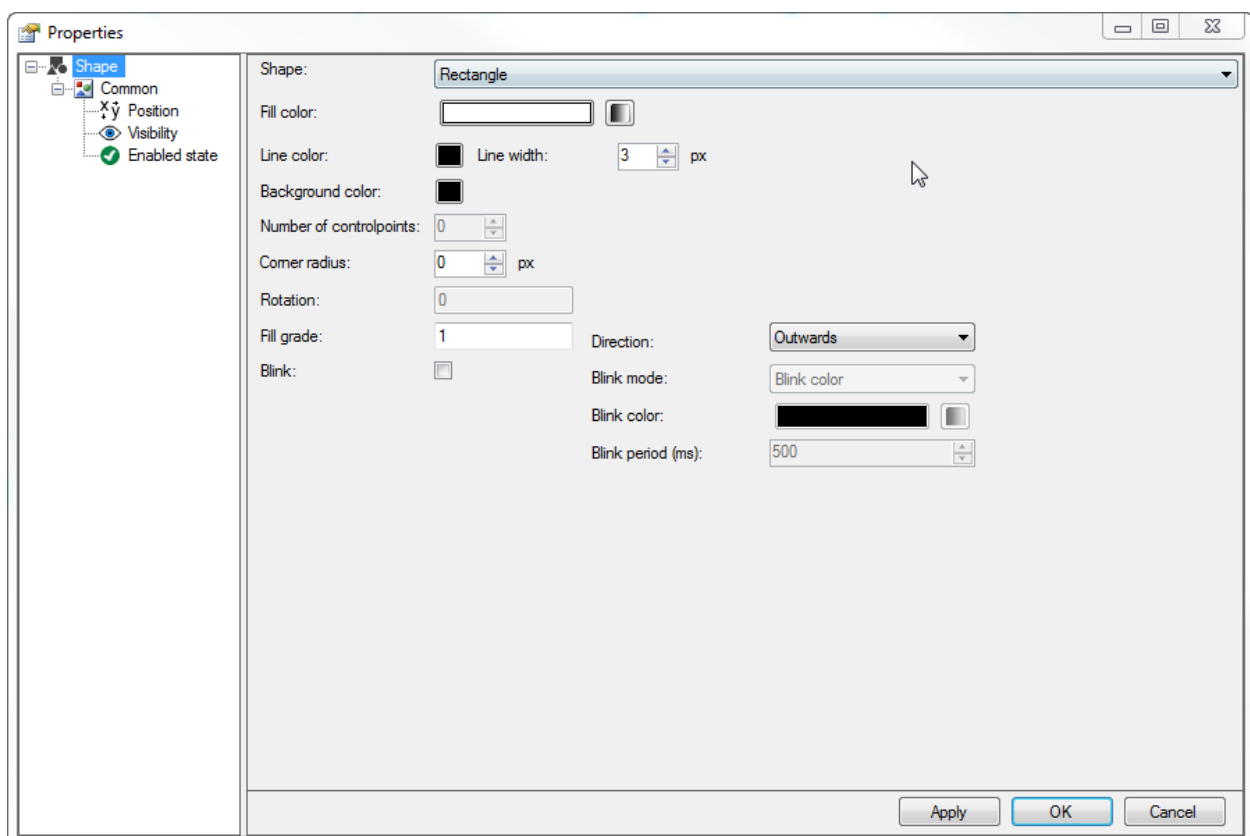 Properties
Shape
Common
Position
Visibility
Enabled state
Shape: Rectangle
Fill color:
Line color: Line width: 3 px
Background color:
Number of controlpoints: 0
Corner radius: 0 px
Rotation: 0
Fill grade: 1
Direction: Outwards
Blink:
Blink mode: Blink color
Blink color:
Blink period (ms): 500
Apply OK Cancel